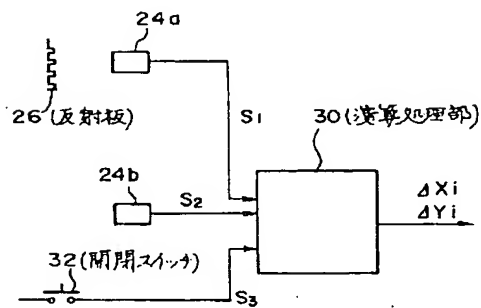 24a
26(反射板)
S1
30(演算処理部)
24b
S2
ΔXi
ΔYi
32(開閉スイッチ)
S3